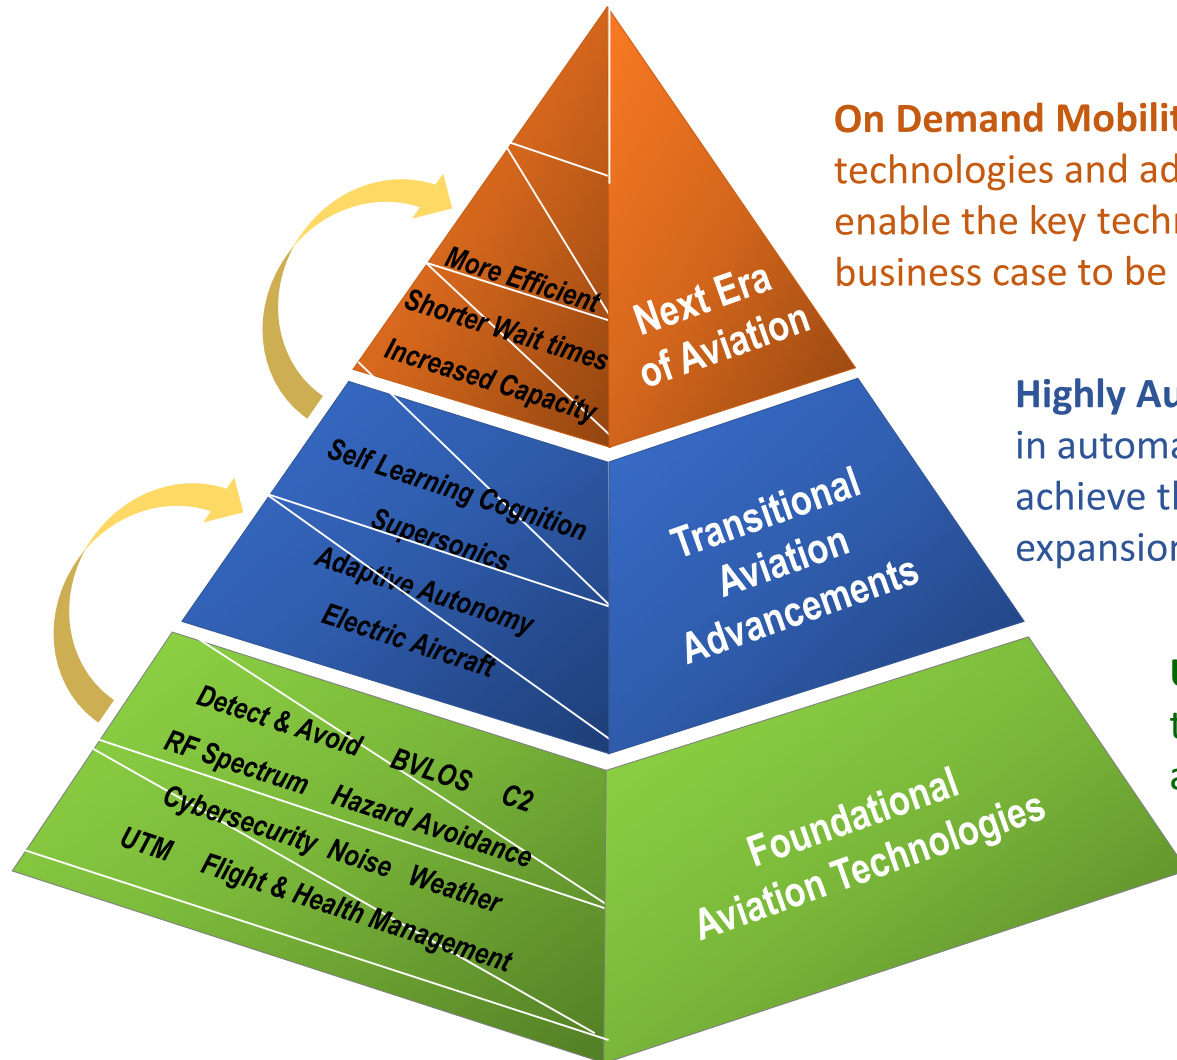 On Demand Mobilit
technologies and ad
enable the key techn
business case to be
More Efficient
Shorter Wait times
Increased Capacity
Next Era
of Aviation
Highly Au
in automa
achieve th
expansion
Self Learning Cognition
Supersonics
Adaptive Autonomy
Electric Aircraft
Transitional
Aviation
Advancements
Detect & Avoid BVLOS C2
RF Spectrum Hazard Avoidance
Cybersecurity Noise Weather
UTM Flight & Health Management
Foundational
Aviation Technologies
U
t
a